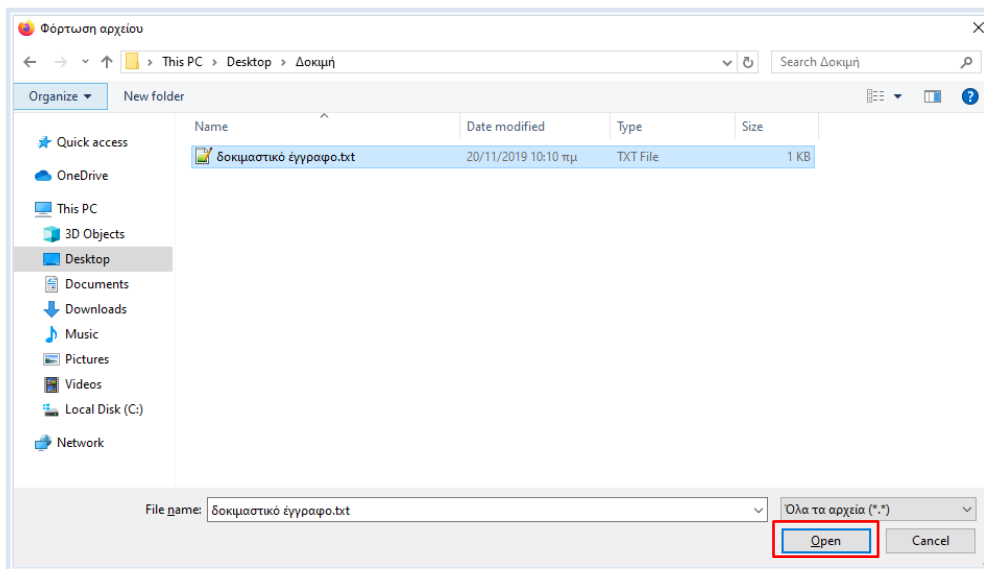 Φόρτωση αρχείου
This PC > Desktop > Δοκιμή
Search Δοκιμή
Organize
New folder
Name
Date modified
Type
Size
Quick access
δοκιμαστικό έγγραφο.txt
20/11/2019 10:10 πμ
TXT File
1 KB
OneDrive
This PC
3D Objects
Desktop
Documents
Downloads
Music
Pictures
Videos
Local Disk (C:)
Network
File name:
δοκιμαστικό έγγραφο.txt
Όλα τα αρχεία (*.*)
Open
Cancel